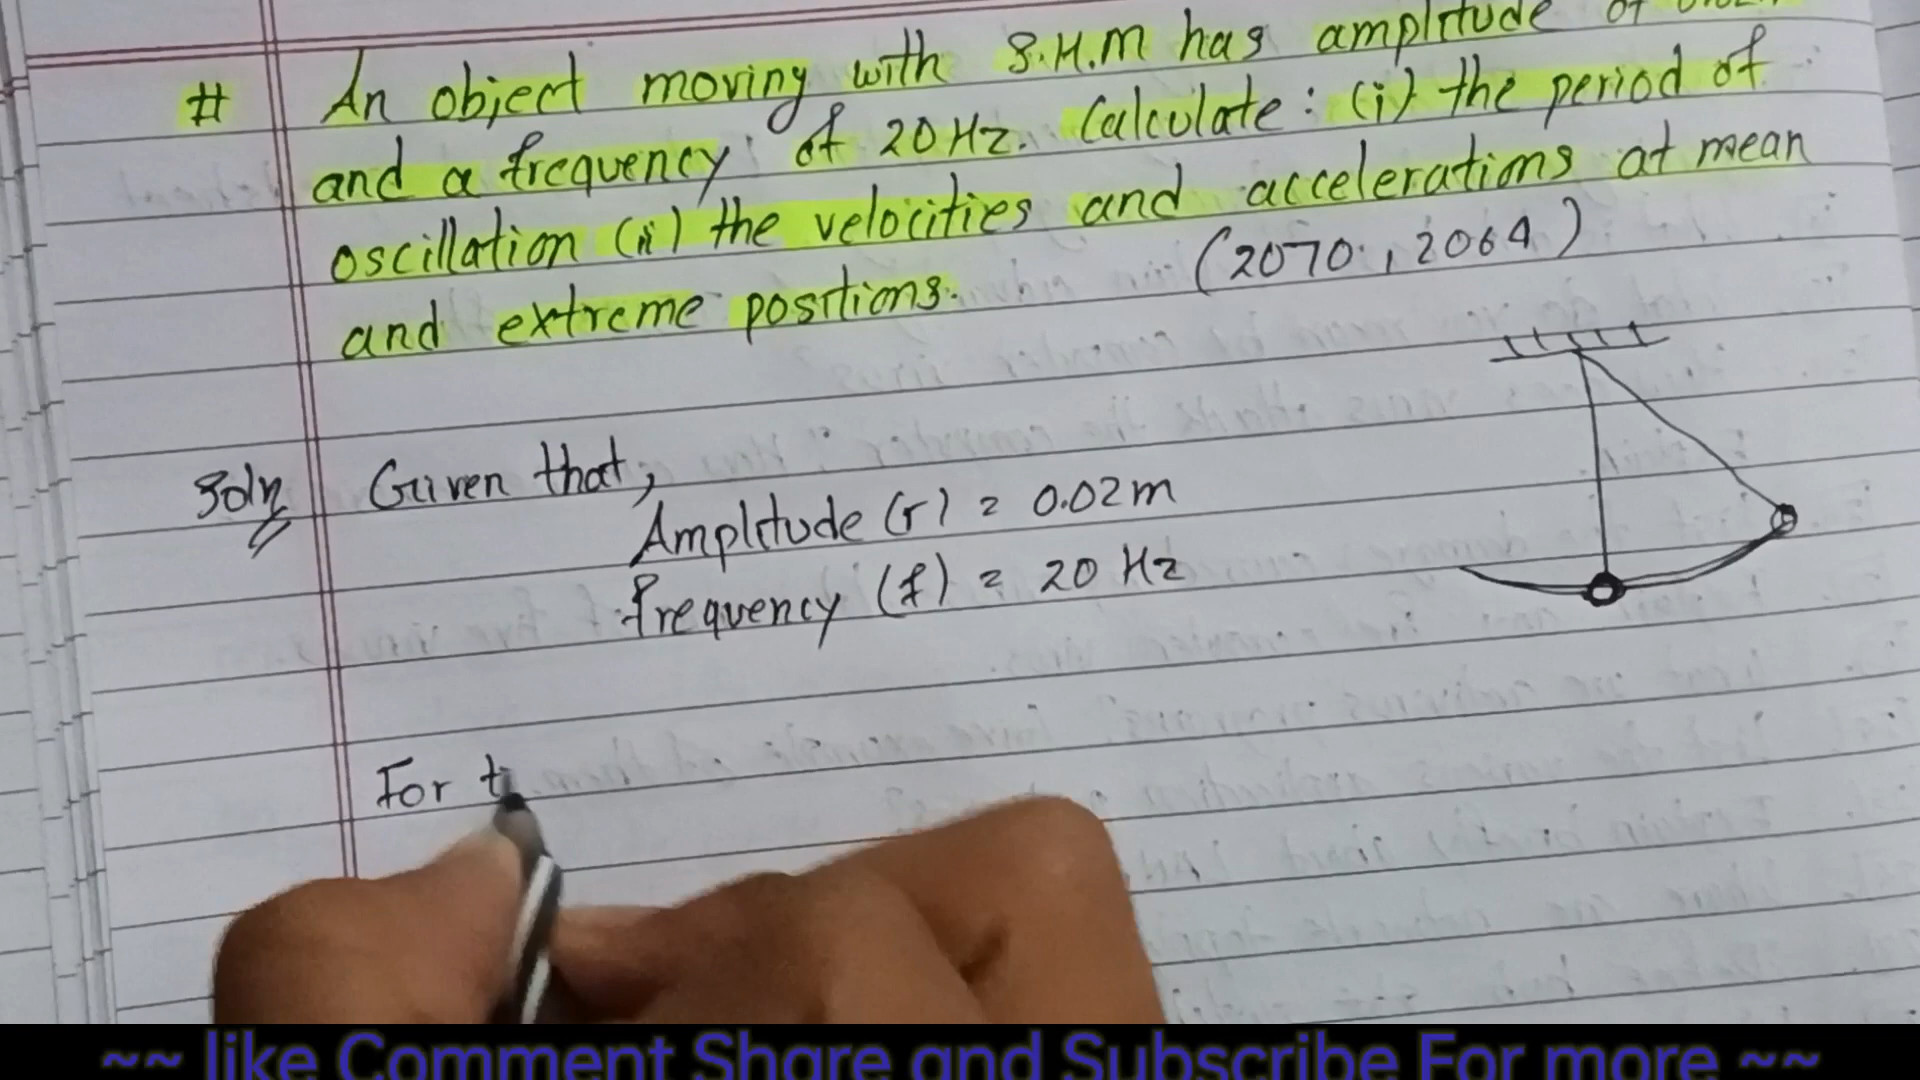 # An object moving with S.H.M has amplitude of
and a frequency of 20 Hz. Calculate: (i) the period of
oscillation (ii) the velocities and accelerations at mean
and extreme positions. (2070, 2064)
Soln Given that,
Amplitude (r) = 0.02m
frequency (f) = 20 Hz
For t
~~ like Comment Share and Subscribe For more ~~